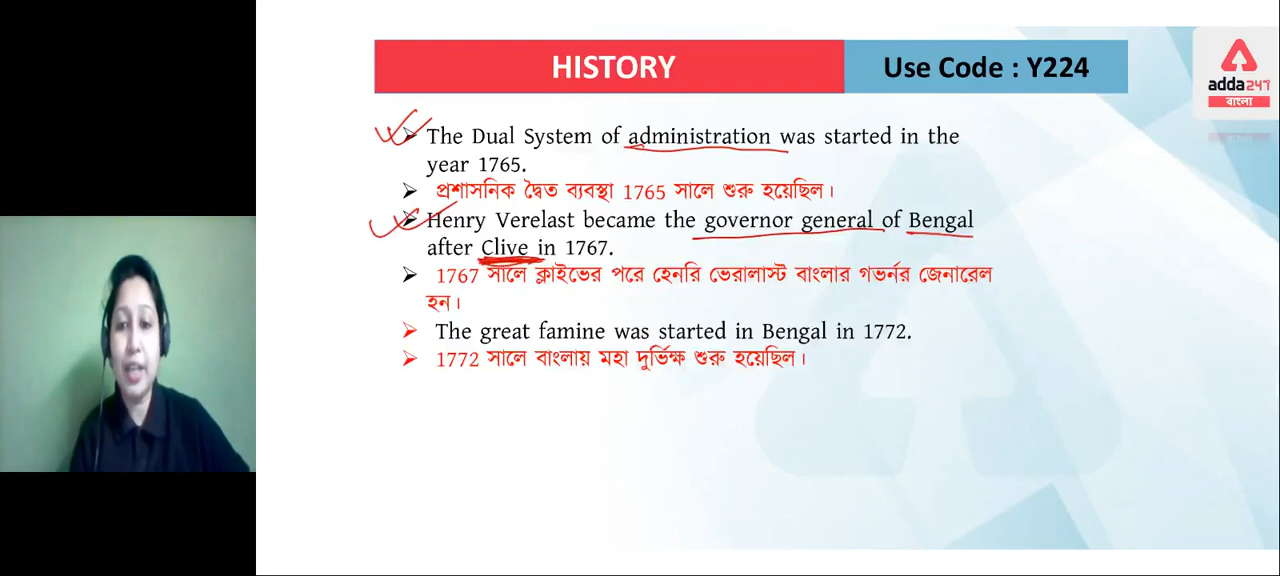 HISTORY
Use Code : Y224
adda247
বাংলা
The Dual System of administration was started in the
year 1765.
প্রশাসনিক দ্বৈত ব্যবস্থা 1765 সালে শুরু হয়েছিল।
Henry Verelast became the governor general of Bengal
after Clive in 1767.
1767 সালে ক্লাইভের পরে হেনরি ভেরালাস্ট বাংলার গভর্নর জেনারেল
হন।
The great famine was started in Bengal in 1772.
1772 সালে বাংলায় মহা দুর্ভিক্ষ শুরু হয়েছিল।